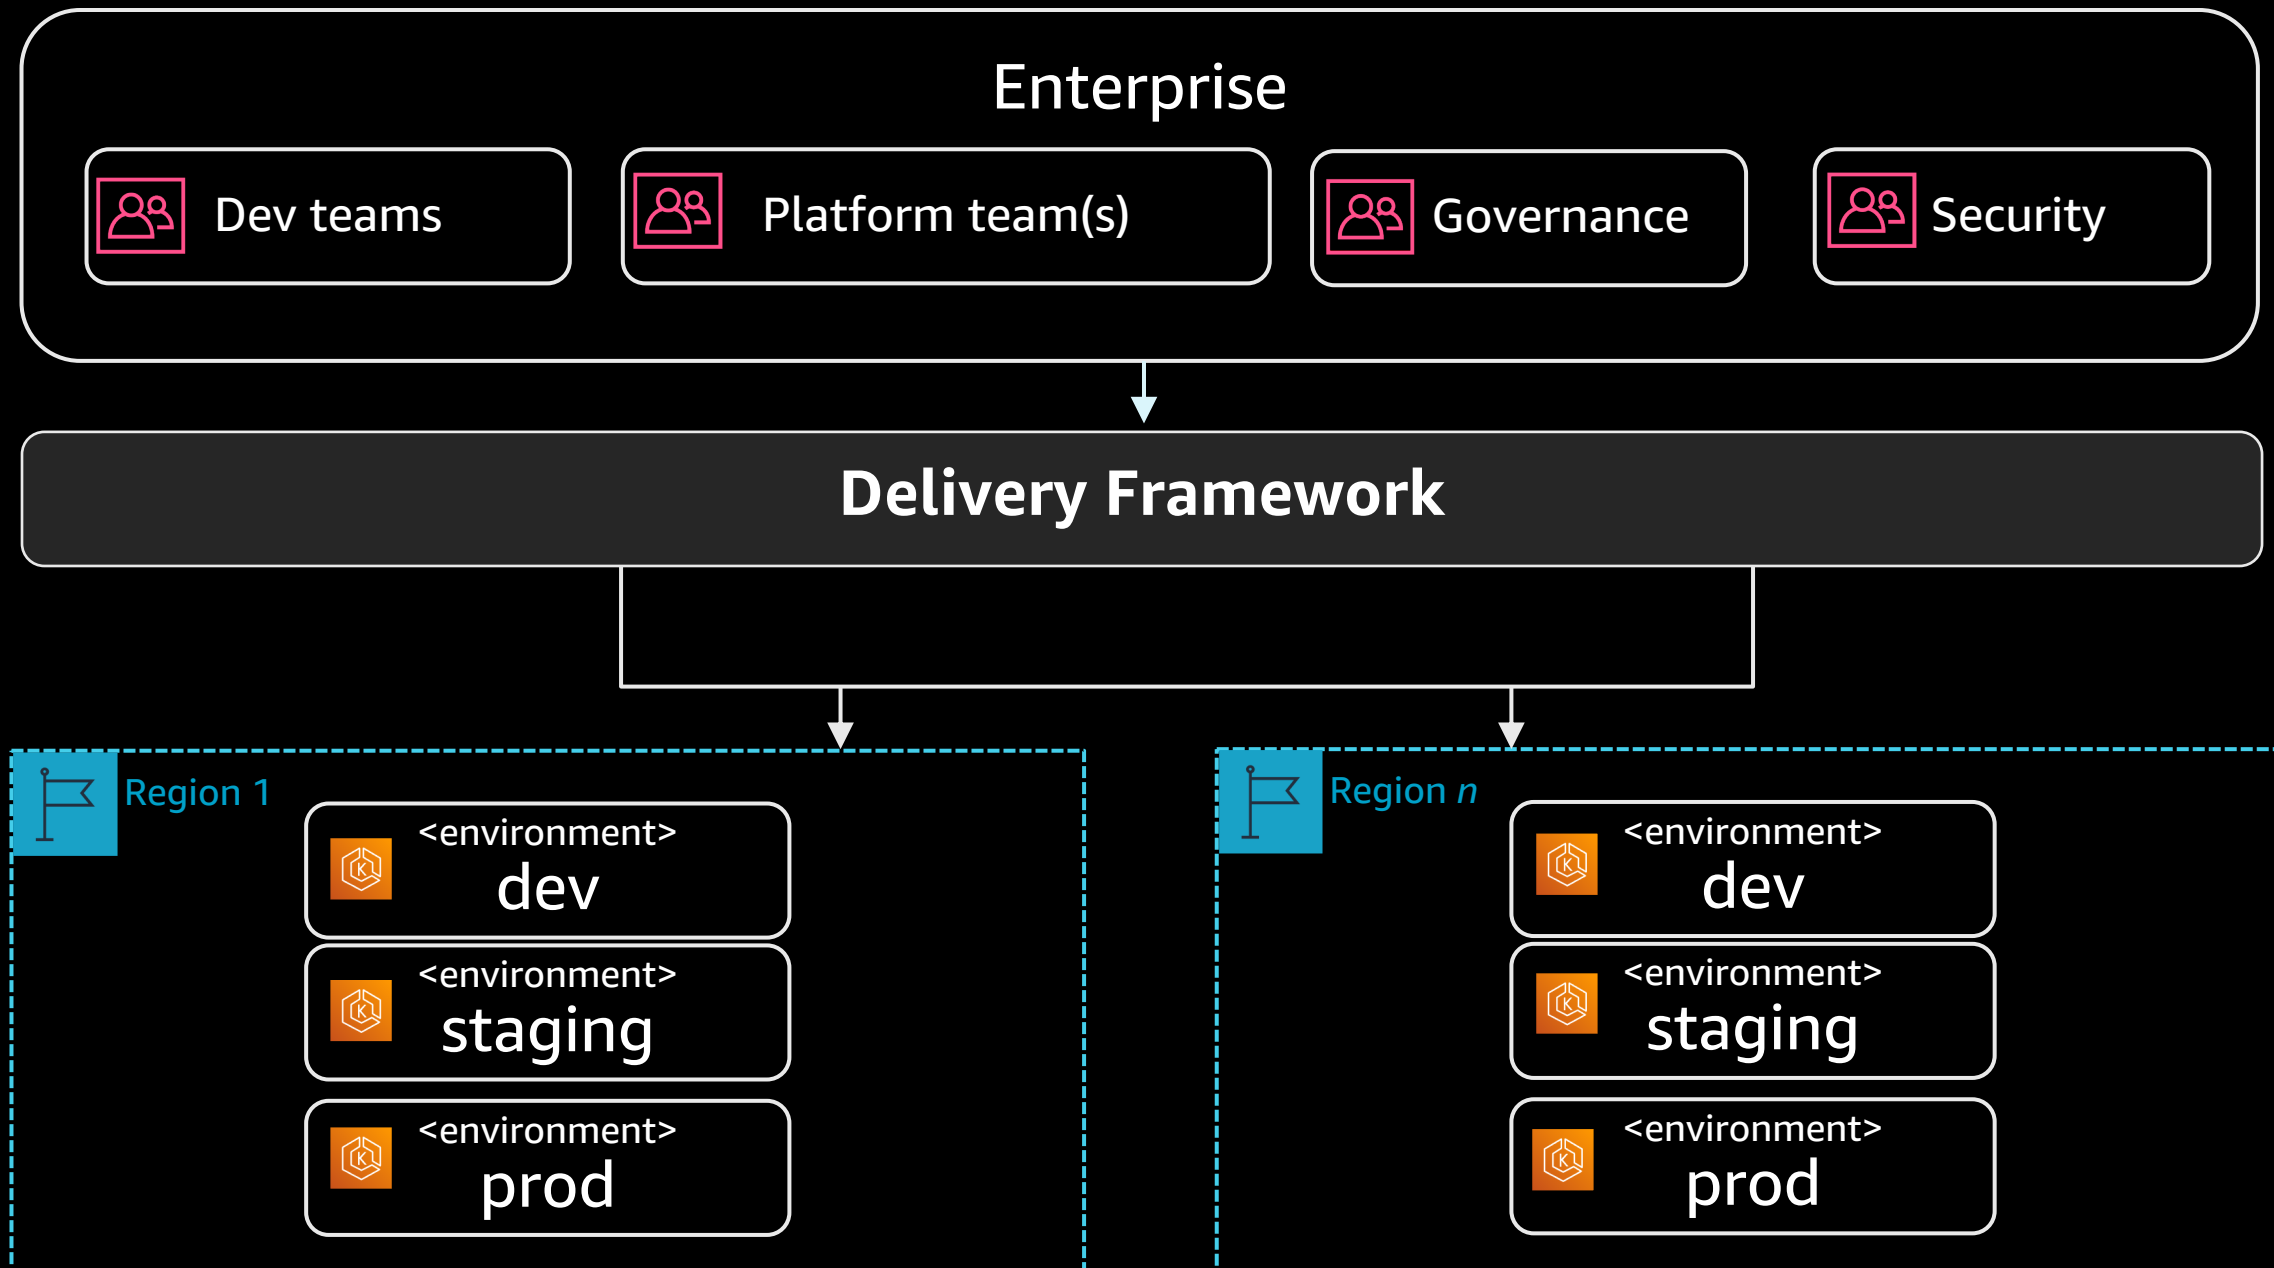 Enterprise
Dev teams
Platform team(s)
Governance
Security
Delivery Framework
Region 1
<environment>
dev
<environment>
staging
<environment>
prod
Region n
<environment>
dev
<environment>
staging
<environment>
prod